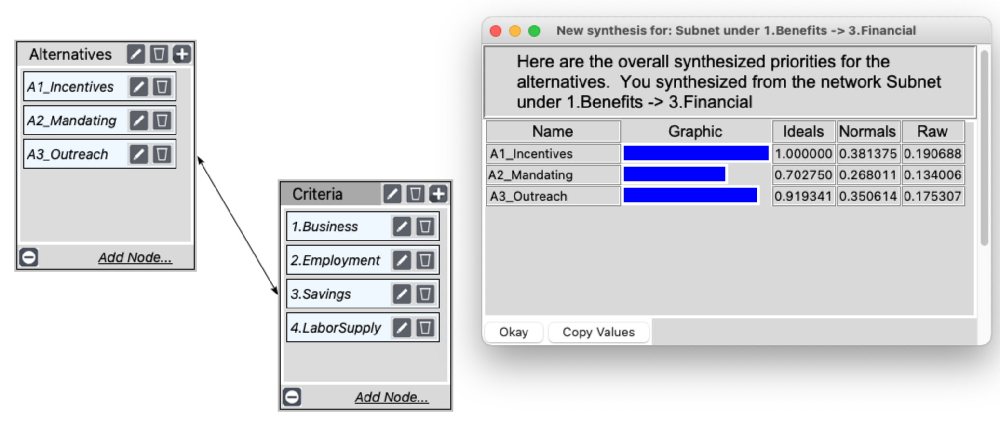 Alternatives
A1_Incentives
A2_Mandating
A3_Outreach
Add Node...
Criteria
1.Business
2.Employment
3.Savings
4.LaborSupply
Add Node...
New synthesis for: Subnet under 1.Benefits -> 3.Financial
Here are the overall synthesized priorities for the
alternatives.  You synthesized from the network Subnet
under 1.Benefits -> 3.Financial
Name Graphic Ideals Normals Raw
A1_Incentives 1.000000 0.381375 0.190688
A2_Mandating 0.702750 0.268011 0.134006
A3_Outreach 0.919341 0.350614 0.175307
Okay Copy Values